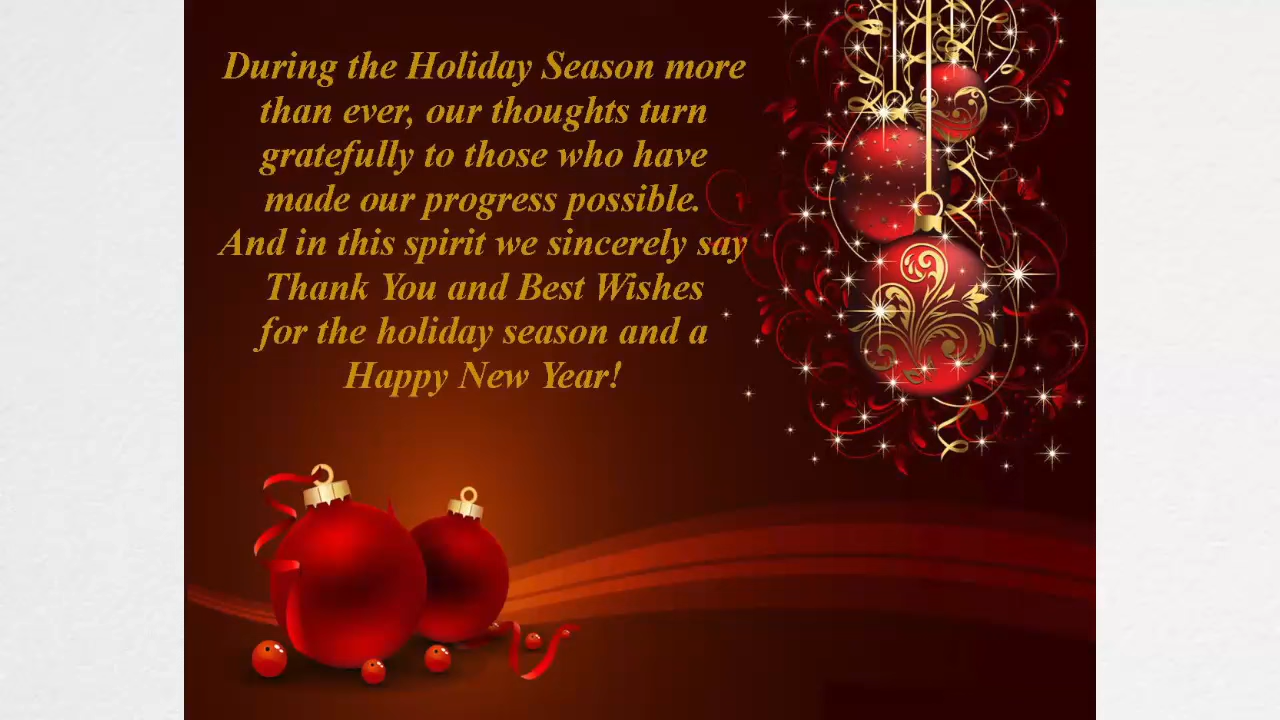 During the Holiday Season more
than ever, our thoughts turn
gratefully to those who have
made our progress possible.
And in this spirit we sincerely say
Thank You and Best Wishes
for the holiday season and a
Happy New Year!